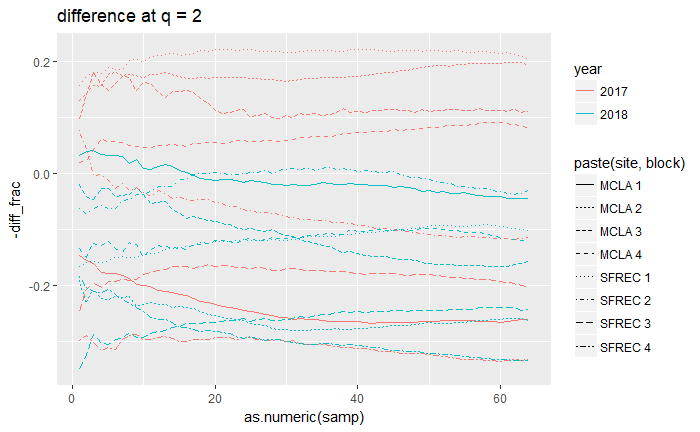 difference at q = 2
0.2
0.0
-0.2
-diff_frac
0
20
40
60
as.numeric(samp)
year
2017
2018
paste(site, block)
MCLA 1
MCLA 2
MCLA 3
MCLA 4
SFREC 1
SFREC 2
SFREC 3
SFREC 4